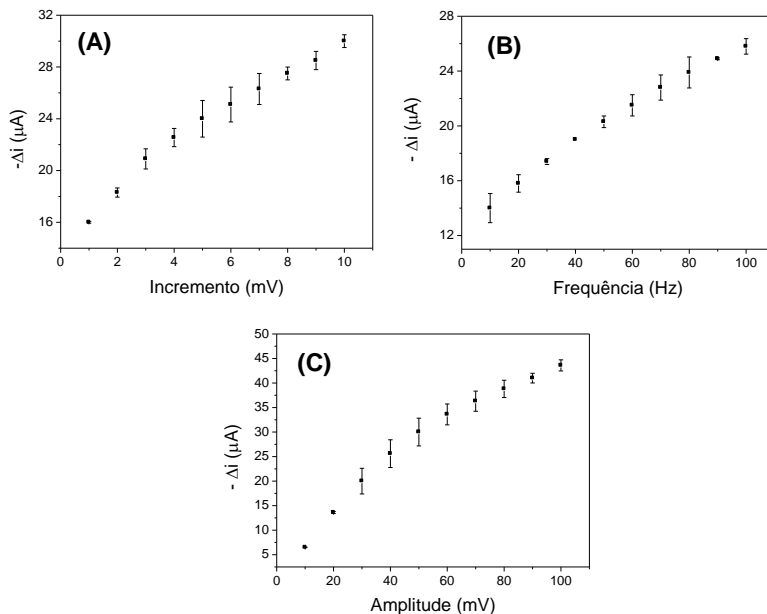 (A)
32
28
24
20
16
-Δi (μA)
0 2 4 6 8 10
Incremento (mV)
(B)
28
24
20
16
12
- Δi (μA)
0 20 40 60 80 100
Frequência (Hz)
(C)
50
45
40
35
30
25
20
15
10
5
- Δi (μA)
0 20 40 60 80 100
Amplitude (mV)